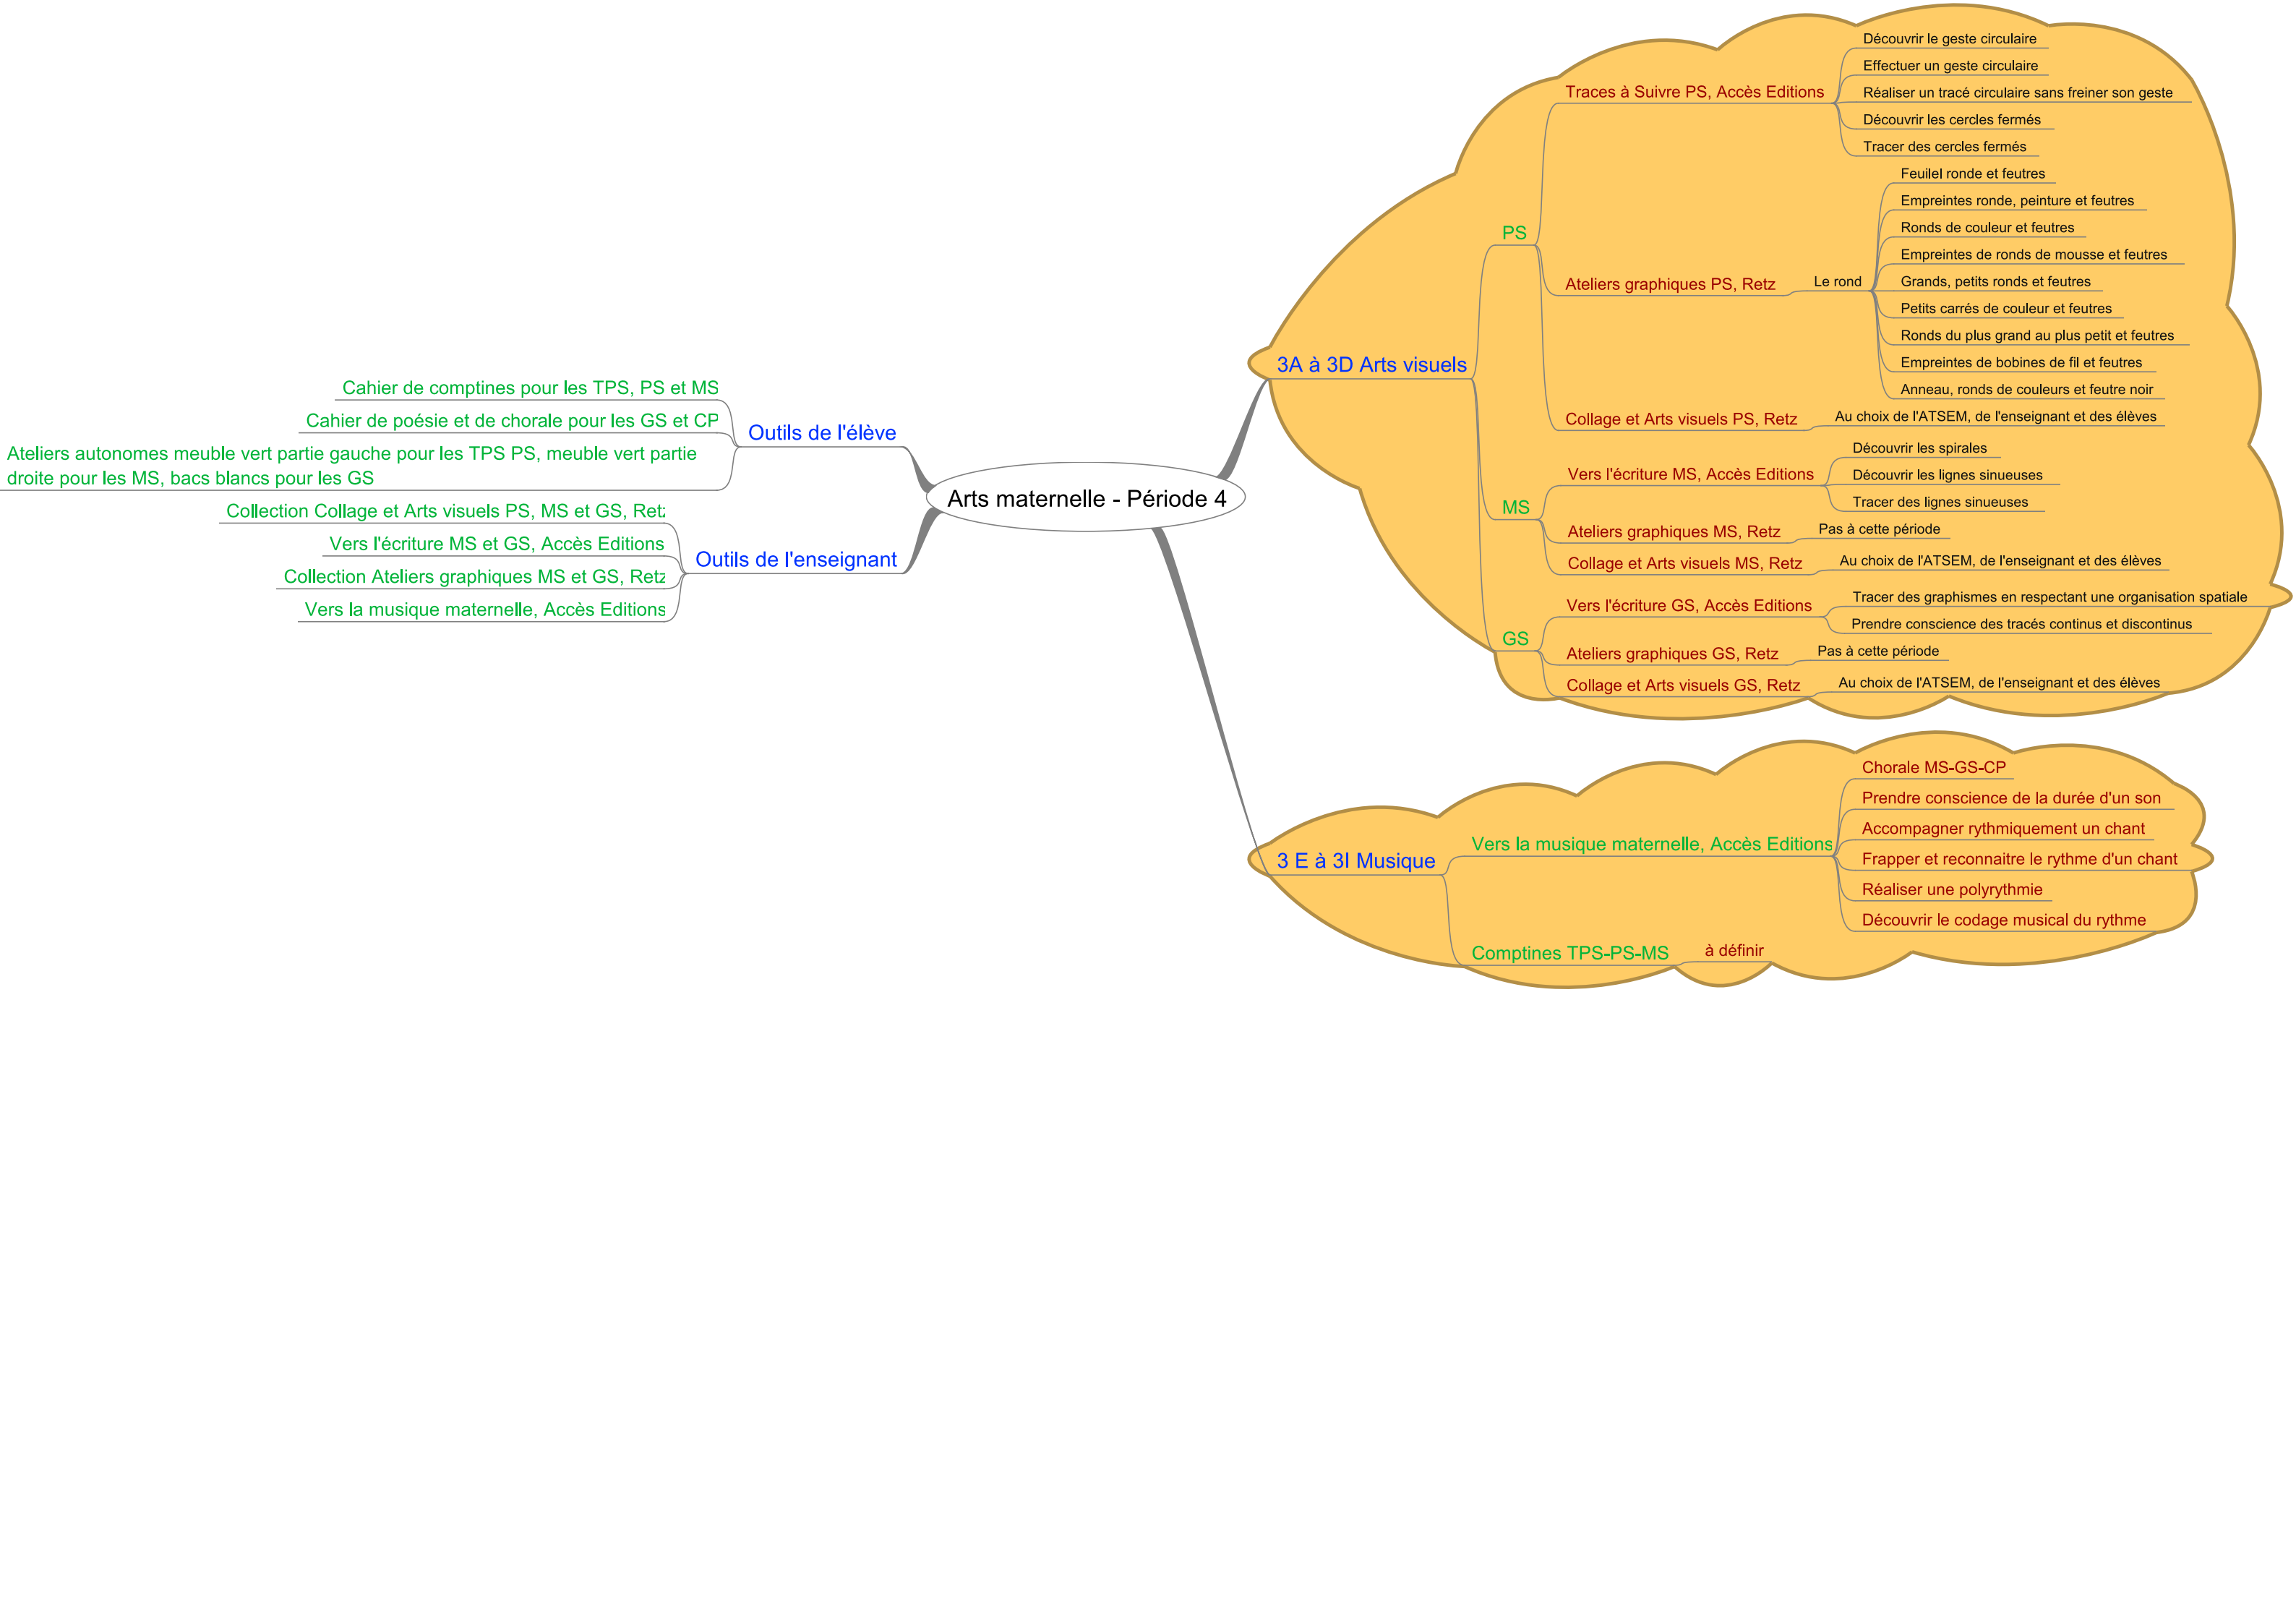 Arts maternelle - Période 4
Outils de l'élève
Cahier de comptines pour les TPS, PS et MS
Cahier de poésie et de chorale pour les GS et CP
Ateliers autonomes meuble vert partie gauche pour les TPS PS, meuble vert partie
droite pour les MS, bacs blancs pour les GS
Outils de l'enseignant
Collection Collage et Arts visuels PS, MS et GS, Retz
Vers l'écriture MS et GS, Accès Editions
Collection Ateliers graphiques MS et GS, Retz
Vers la musique maternelle, Accès Editions
3A à 3D Arts visuels
PS
Traces à Suivre PS, Accès Editions
Découvrir le geste circulaire
Effectuer un geste circulaire
Réaliser un tracé circulaire sans freiner son geste
Découvrir les cercles fermés
Tracer des cercles fermés
Ateliers graphiques PS, Retz
Le rond
Feuilel ronde et feutres
Empreintes ronde, peinture et feutres
Ronds de couleur et feutres
Empreintes de ronds de mousse et feutres
Grands, petits ronds et feutres
Petits carrés de couleur et feutres
Ronds du plus grand au plus petit et feutres
Empreintes de bobines de fil et feutres
Anneau, ronds de couleurs et feutre noir
Collage et Arts visuels PS, Retz
Au choix de l'ATSEM, de l'enseignant et des élèves
MS
Vers l'écriture MS, Accès Editions
Découvrir les spirales
Découvrir les lignes sinueuses
Tracer des lignes sinueuses
Ateliers graphiques MS, Retz
Pas à cette période
Collage et Arts visuels MS, Retz
Au choix de l'ATSEM, de l'enseignant et des élèves
GS
Vers l'écriture GS, Accès Editions
Tracer des graphismes en respectant une organisation spatiale
Prendre conscience des tracés continus et discontinus
Ateliers graphiques GS, Retz
Pas à cette période
Collage et Arts visuels GS, Retz
Au choix de l'ATSEM, de l'enseignant et des élèves
3 E à 3I Musique
Vers la musique maternelle, Accès Editions
Chorale MS-GS-CP
Prendre conscience de la durée d'un son
Accompagner rythmiquement un chant
Frapper et reconnaitre le rythme d'un chant
Réaliser une polyrythmie
Découvrir le codage musical du rythme
Comptines TPS-PS-MS
à définir